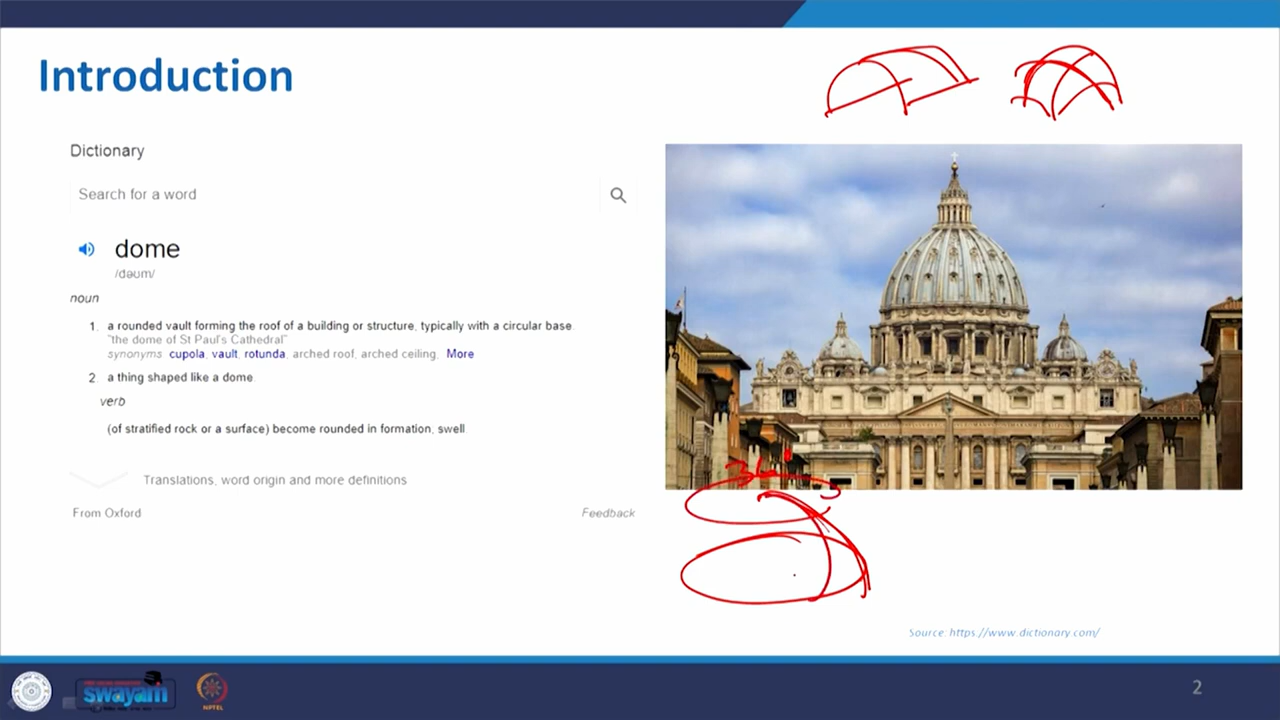 Introduction
Dictionary
Search for a word
dome
/dəʊm/
noun
1. a rounded vault forming the roof of a building or structure, typically with a circular base.
"the dome of St Paul's Cathedral"
synonyms cupola, vault, rotunda, arched roof, arched ceiling, More
2. a thing shaped like a dome.
verb
(of stratified rock or a surface) become rounded in formation; swell
Translations, word origin and more definitions
From Oxford
Feedback
Source: https://www.dictionary.com/
swayam
NPTEL
2